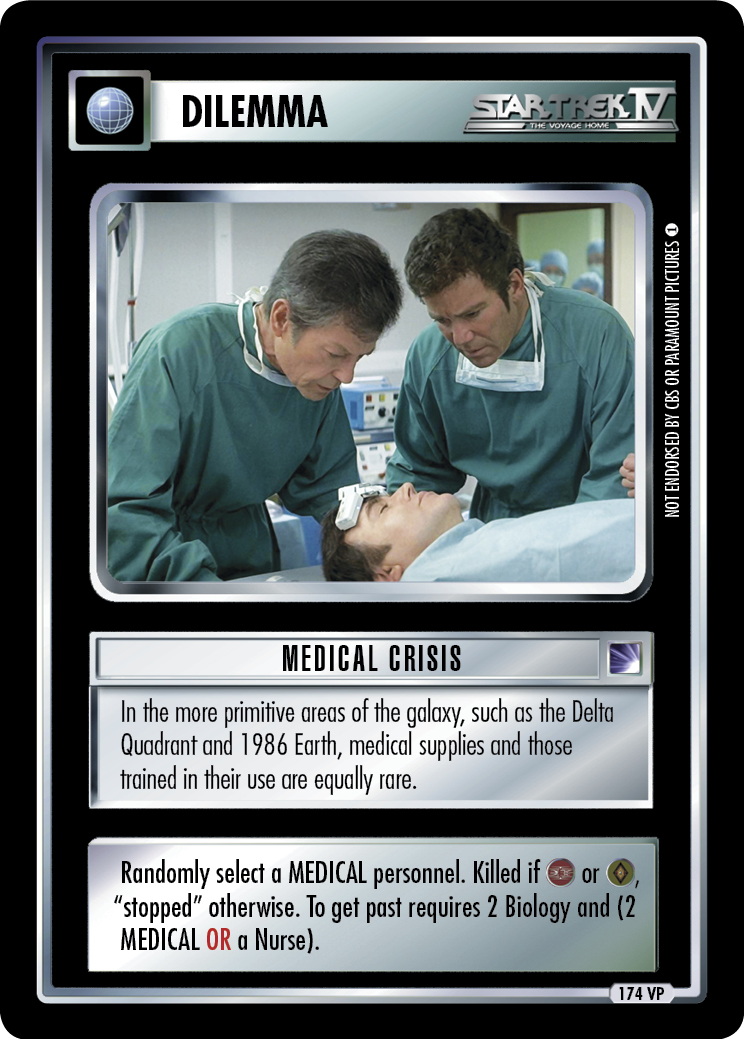 DILEMMA
STAR TREK IV
THE VOYAGE HOME
NOT ENDORSED BY CBS OR PARAMOUNT PICTURES 1
MEDICAL CRISIS
In the more primitive areas of the galaxy, such as the Delta
Quadrant and 1986 Earth, medical supplies and those
trained in their use are equally rare.
Randomly select a MEDICAL personnel. Killed if or ,
“stopped” otherwise. To get past requires 2 Biology and (2
MEDICAL OR a Nurse).
174 VP